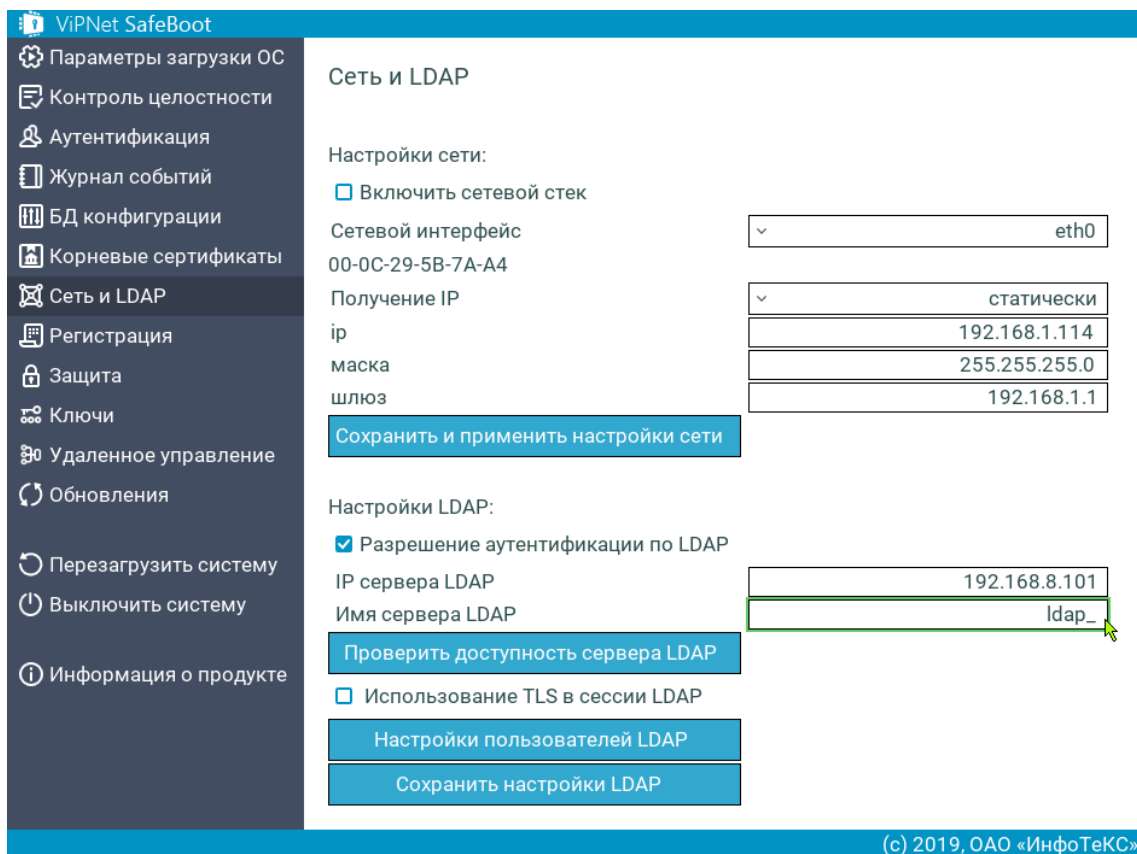 ViPNet SafeBoot
Параметры загрузки ОС
Контроль целостности
Аутентификация
Журнал событий
БД конфигурации
Корневые сертификаты
Сеть и LDAP
Регистрация
Защита
Ключи
Удаленное управление
Обновления
Перезагрузить систему
Выключить систему
Информация о продукте
Сеть и LDAP
Настройки сети:
Включить сетевой стек
Сетевой интерфейс eth0
00-0C-29-5B-7A-A4
Получение IP статически
ip 192.168.1.114
маска 255.255.255.0
шлюз 192.168.1.1
Сохранить и применить настройки сети
Настройки LDAP:
Разрешение аутентификации по LDAP
IP сервера LDAP 192.168.8.101
Имя сервера LDAP ldap_
Проверить доступность сервера LDAP
Использование TLS в сессии LDAP
Настройки пользователей LDAP
Сохранить настройки LDAP
(c) 2019, ОАО «ИнфоТеКС»